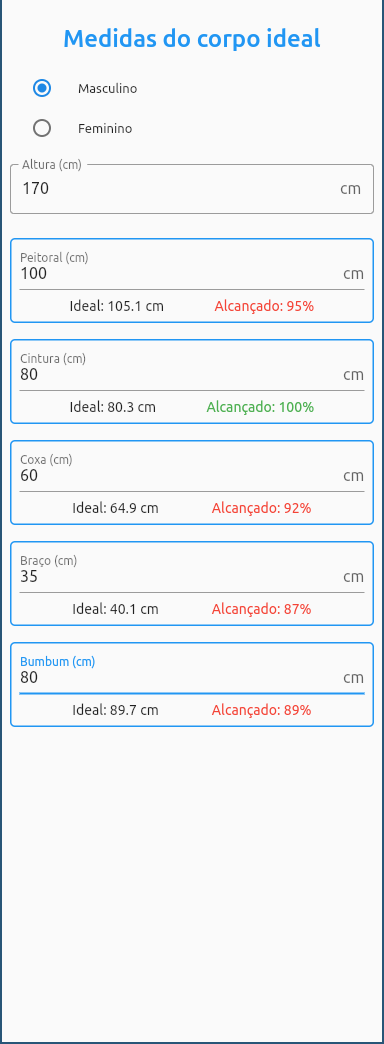 Medidas do corpo ideal
Masculino
Feminino
Altura (cm)
170 cm
Peitoral (cm)
100 cm
Ideal: 105.1 cm Alcançado: 95%
Cintura (cm)
80 cm
Ideal: 80.3 cm Alcançado: 100%
Coxa (cm)
60 cm
Ideal: 64.9 cm Alcançado: 92%
Braço (cm)
35 cm
Ideal: 40.1 cm Alcançado: 87%
Bumbum (cm)
80 cm
Ideal: 89.7 cm Alcançado: 89%